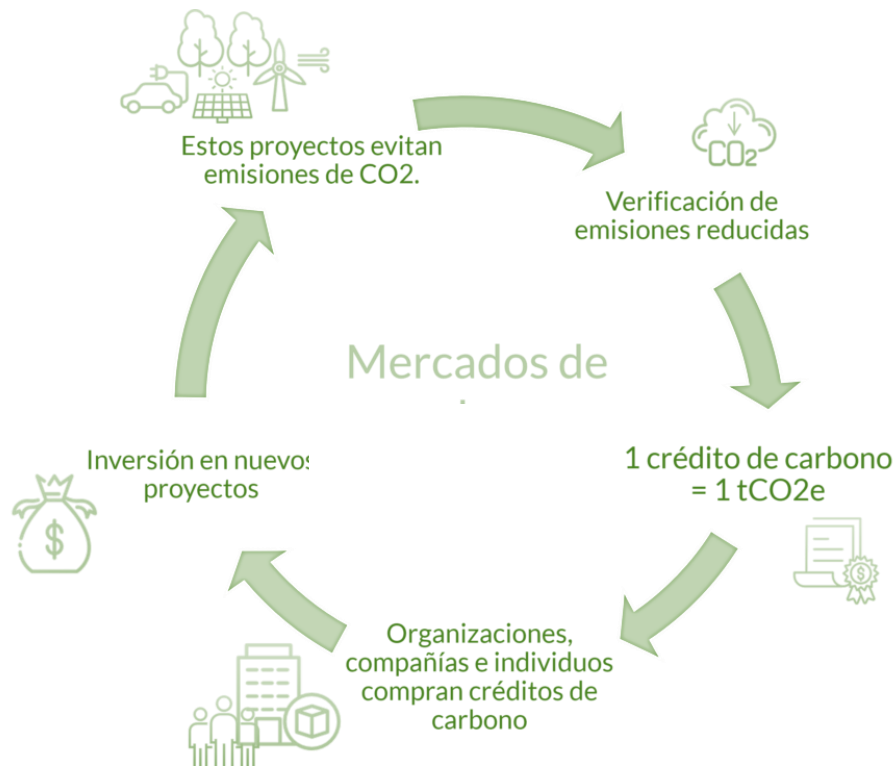 Estos proyectos evitan
emisiones de CO2.
CO2
Verificación de
emisiones reducidas
Mercados de
1 crédito de carbono
= 1 tCO2e
$
Organizaciones,
compañías e individuos
compran créditos de
carbono
Inversión en nuevos
proyectos
$